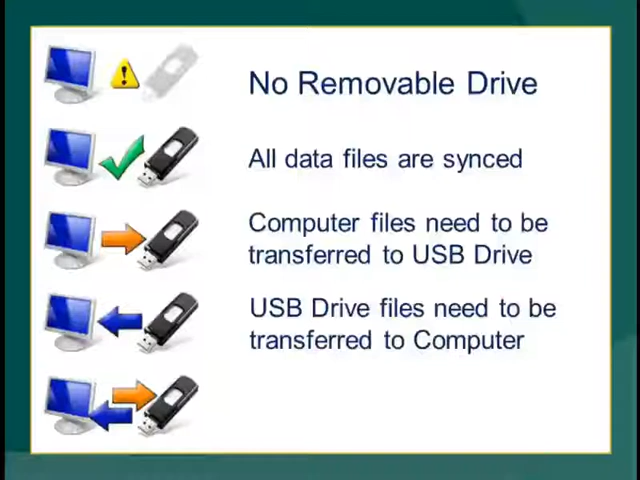 No Removable Drive
All data files are synced
Computer files need to be
transferred to USB Drive
USB Drive files need to be
transferred to Computer